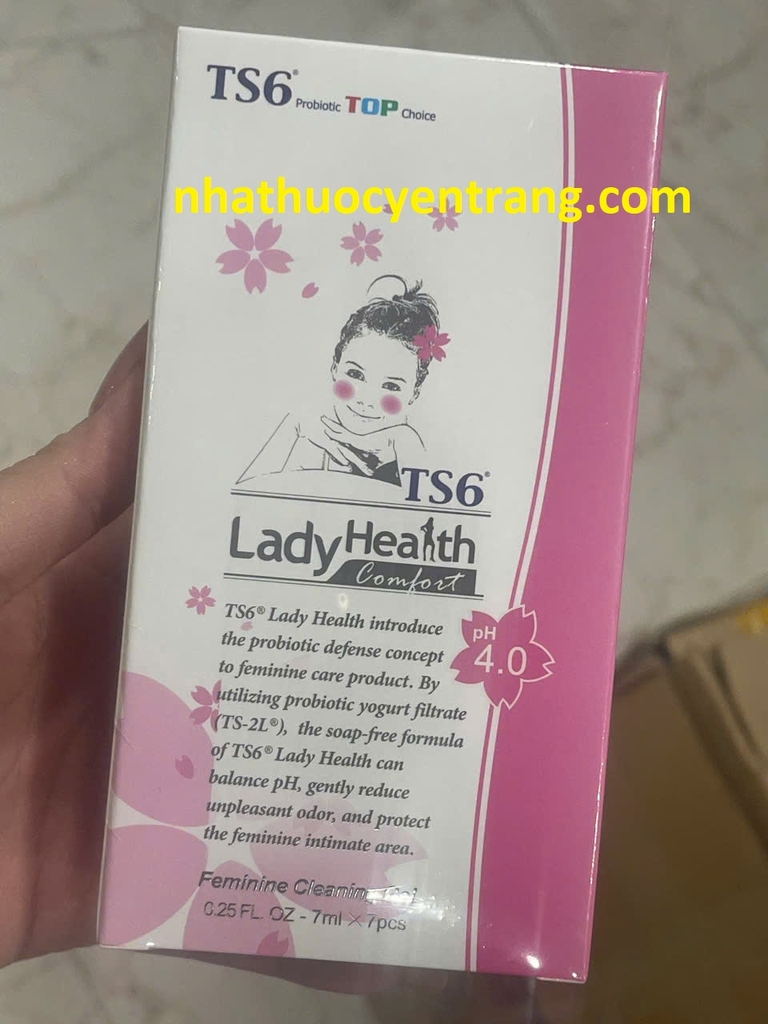 TS6® Probiotic TOP Choice
nhathuocyentrang.com
TS6®
Lady Health
Comfort
TS6® Lady Health introduce
the probiotic defense concept
to feminine care product. By
utilizing probiotic yogurt filtrate
(TS-2L®), the soap-free formula
of TS6® Lady Health can
balance pH, gently reduce
unpleasant odor, and protect
the feminine intimate area.
pH
4.0
Feminine Cleaning Gel
0.25 FL. OZ - 7ml × 7pcs